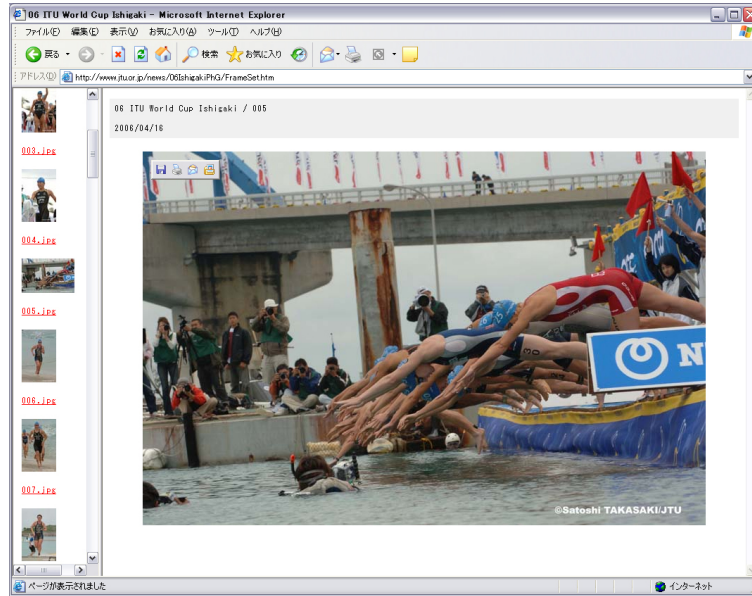 06 ITU World Cup Ishigaki - Microsoft Internet Explorer
ファイル(F) 編集(E) 表示(V) お気に入り(A) ツール(T) ヘルプ(H)
戻る 検索 お気に入り
アドレス(D) http://www.jtu.or.jp/news/06IshigakiPhG/FrameSet.htm
003.jpg
004.jpg
005.jpg
006.jpg
007.jpg
06 ITU World Cup Ishigaki / 005
2006/04/16
N
©Satoshi TAKASAKI/JTU
ページが表示されました
インターネット